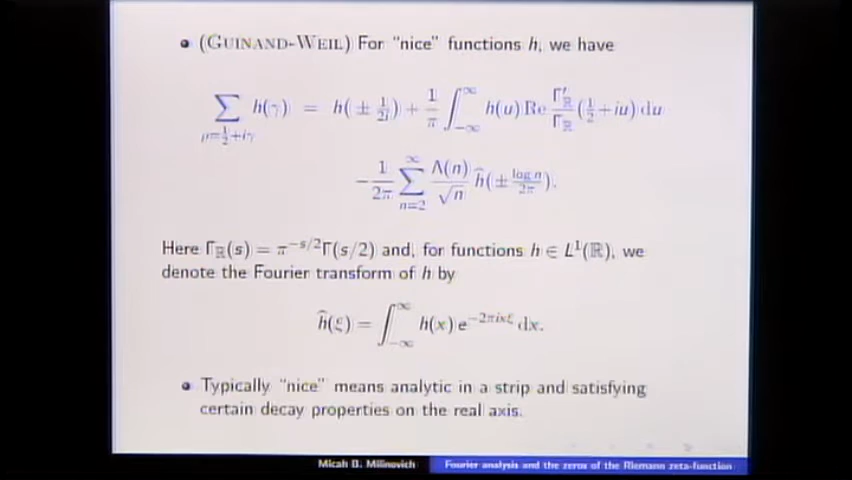 • (GUINAND-WEIL) For "nice" functions h, we have
∑_{ρ=½+iγ} h(γ) = h(± 1/2i) + 1/π ∫_{−∞}^{∞} h(u) Re Γ′_ℝ/Γ_ℝ (½+iu) du
− 1/2π ∑_{n=2}^{∞} Λ(n)/√n ĥ(± log n/2π).
Here Γ_ℝ(s) = π^{−s/2} Γ(s/2) and, for functions h ∈ L¹(ℝ), we
denote the Fourier transform of h by
ĥ(ξ) = ∫_{−∞}^{∞} h(x) e^{−2πixξ} dx.
• Typically "nice" means analytic in a strip and satisfying
certain decay properties on the real axis.
Micah B. Milinovich Fourier analysis and the zeros of the Riemann zeta-function